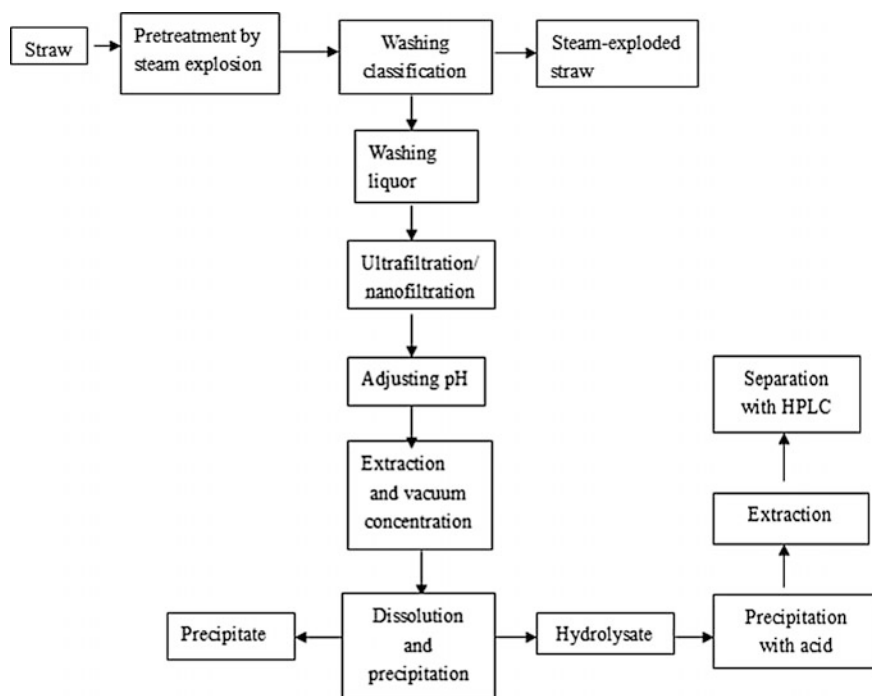 Straw
Pretreatment by
steam explosion
Washing
classification
Steam-exploded
straw
Washing
liquor
Ultrafiltration/
nanofiltration
Adjusting pH
Extraction
and vacuum
concentration
Dissolution
and
precipitation
Precipitate
Hydrolysate
Precipitation
with acid
Extraction
Separation
with HPLC